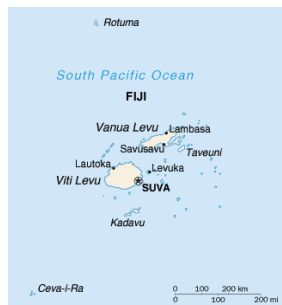 Rotuma
South Pacific Ocean
FIJI
Vanua Levu
Lambasa
Savusavu
Taveuni
Lautoka
Levuka
Viti Levu
SUVA
Kadavu
Ceva-I-Ra
0 100 200 km
0 100 200 mi